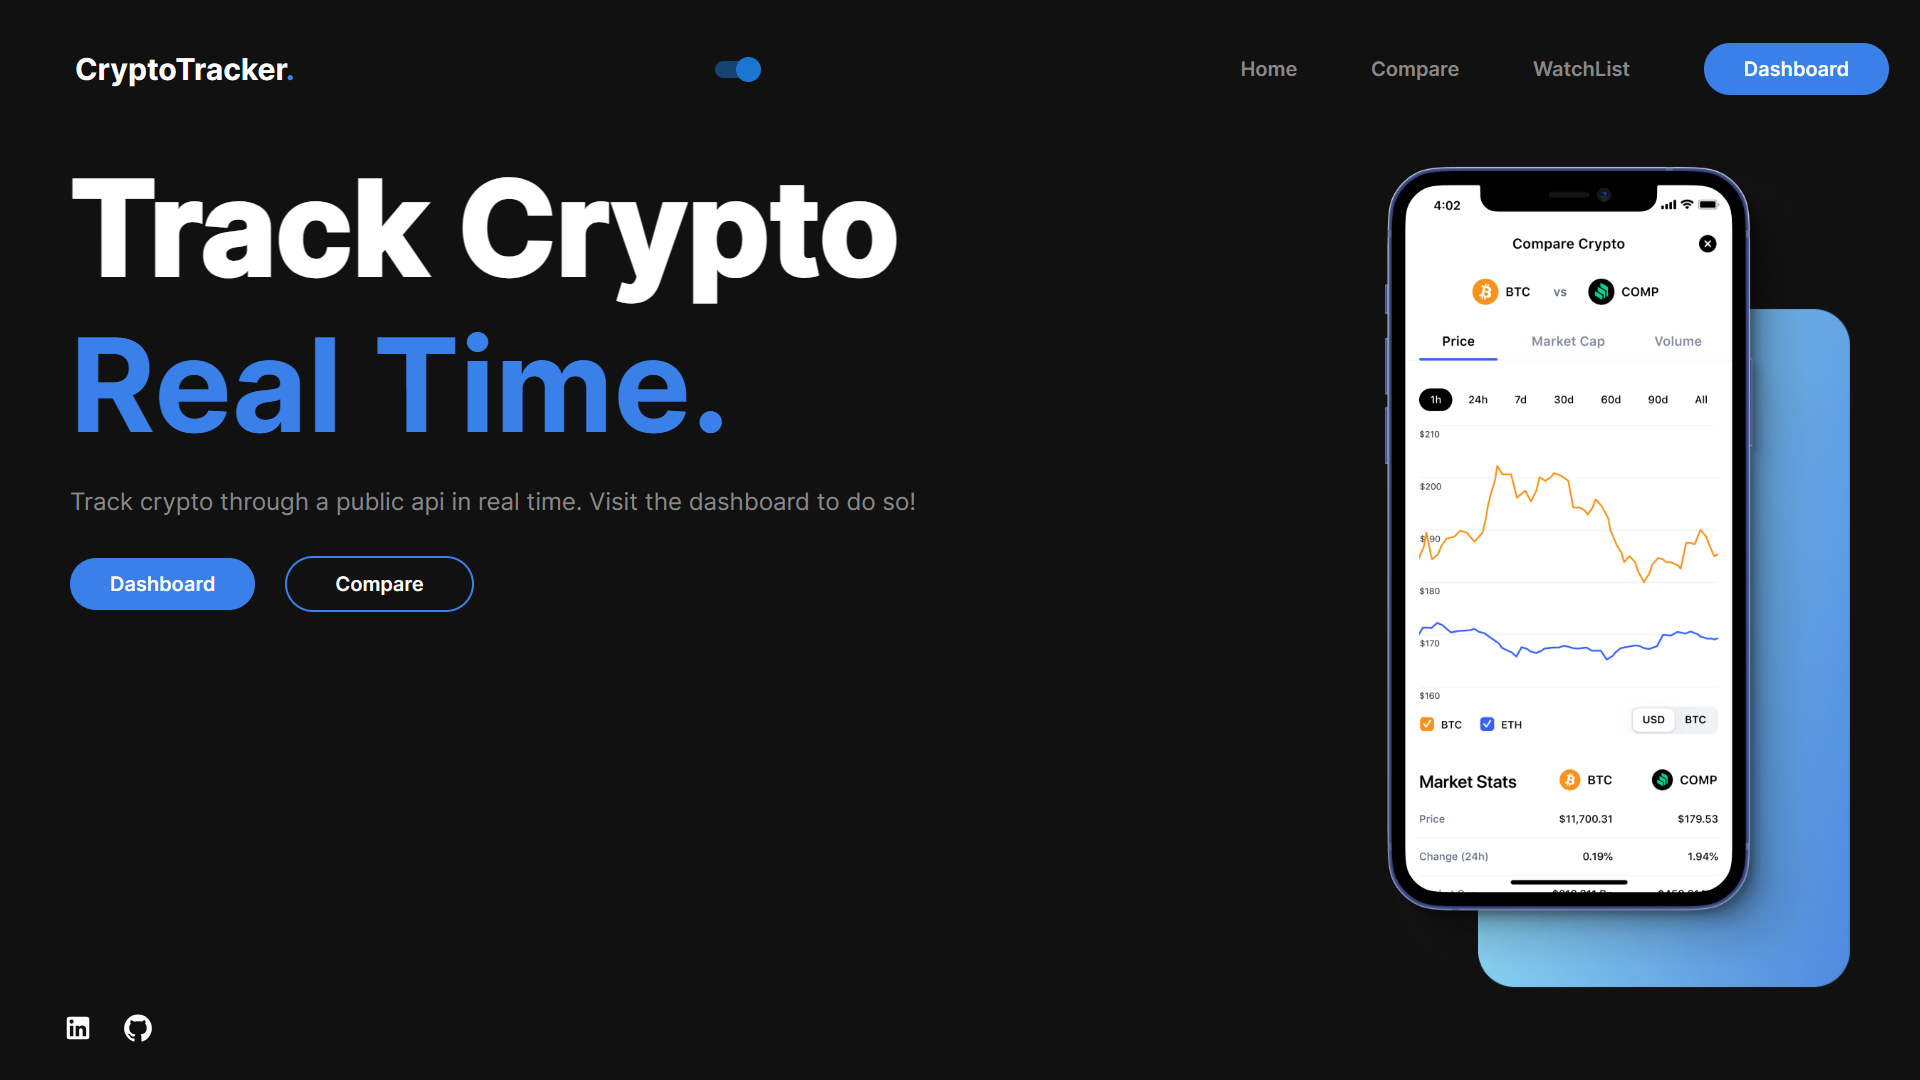 CryptoTracker.
Home Compare WatchList Dashboard
Track Crypto
Real Time.
Track crypto through a public api in real time. Visit the dashboard to do so!
Dashboard Compare
4:02
Compare Crypto
BTC vs COMP
Price Market Cap Volume
1h 24h 7d 30d 60d 90d All
$210
$200
$190
$180
$170
$160
BTC ETH USD BTC
Market Stats BTC COMP
Price $11,700.31 $179.53
Change (24h) 0.19% 1.94%